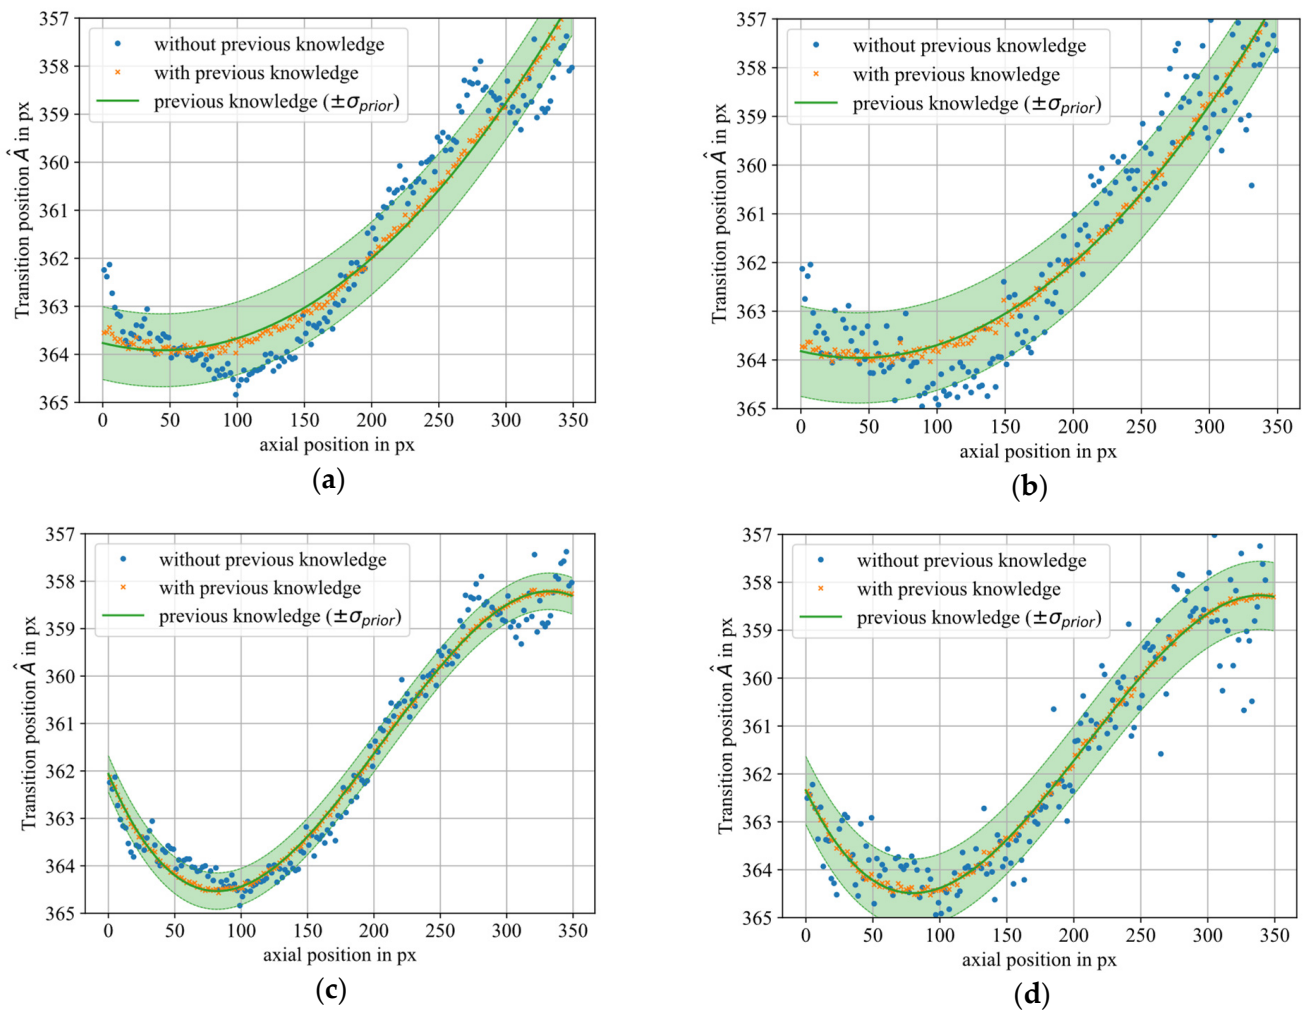 357
358
359
360
361
362
363
364
365
Transition position Â in px
without previous knowledge
with previous knowledge
previous knowledge (±σprior)
0 50 100 150 200 250 300 350
axial position in px
(a)
357
358
359
360
361
362
363
364
365
Transition position Â in px
without previous knowledge
with previous knowledge
previous knowledge (±σprior)
0 50 100 150 200 250 300 350
axial position in px
(b)
357
358
359
360
361
362
363
364
365
Transition position Â in px
without previous knowledge
with previous knowledge
previous knowledge (±σprior)
0 50 100 150 200 250 300 350
axial position in px
(c)
357
358
359
360
361
362
363
364
365
Transition position Â in px
without previous knowledge
with previous knowledge
previous knowledge (±σprior)
0 50 100 150 200 250 300 350
axial position in px
(d)